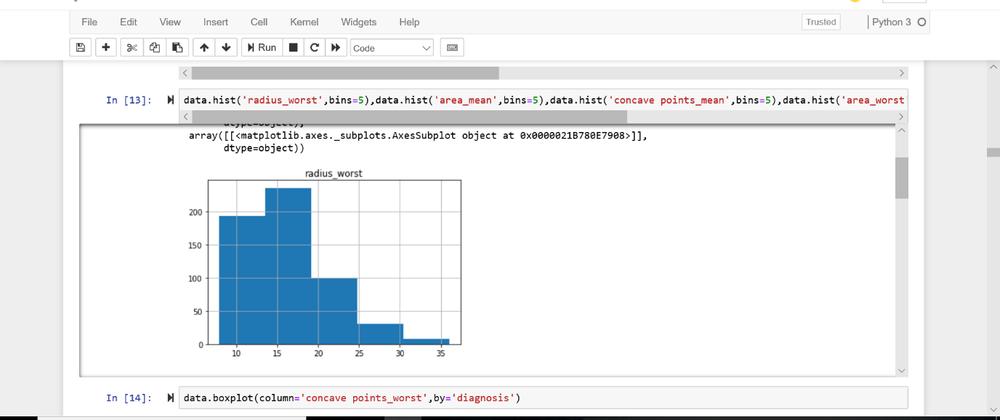 File Edit View Insert Cell Kernel Widgets Help Trusted Python 3
Run Code
In [13]: data.hist('radius_worst',bins=5),data.hist('area_mean',bins=5),data.hist('concave points_mean',bins=5),data.hist('area_worst'
dtype=object),
array([[<matplotlib.axes._subplots.AxesSubplot object at 0x0000021B780E7908>]],
dtype=object))
radius_worst
200
150
100
50
0
10 15 20 25 30 35
In [14]: data.boxplot(column='concave points_worst',by='diagnosis')